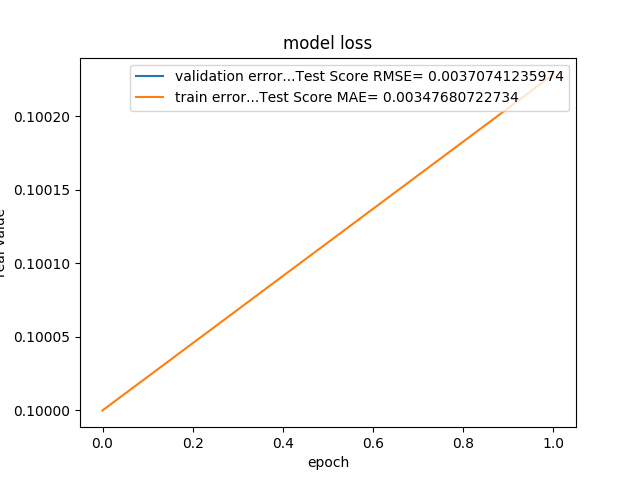 model loss
validation error...Test Score RMSE= 0.00370741235974
train error...Test Score MAE= 0.00347680722734
0.10020
0.10015
0.10010
0.10005
0.10000
value
0.0 0.2 0.4 0.6 0.8 1.0
epoch